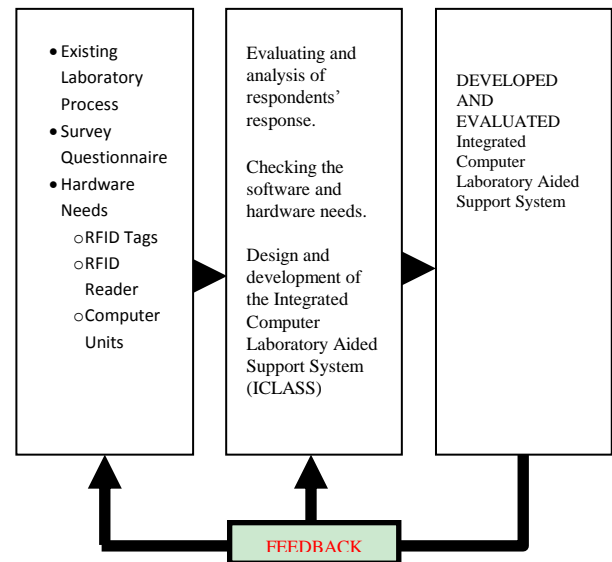 • Existing
Laboratory
Process
• Survey
Questionnaire
• Hardware
Needs
o RFID Tags
o RFID
Reader
o Computer
Units
Evaluating and
analysis of
respondents’
response.
Checking the
software and
hardware needs.
Design and
development of
the Integrated
Computer
Laboratory Aided
Support System
(ICLASS)
DEVELOPED
AND
EVALUATED
Integrated
Computer
Laboratory Aided
Support System
FEEDBACK